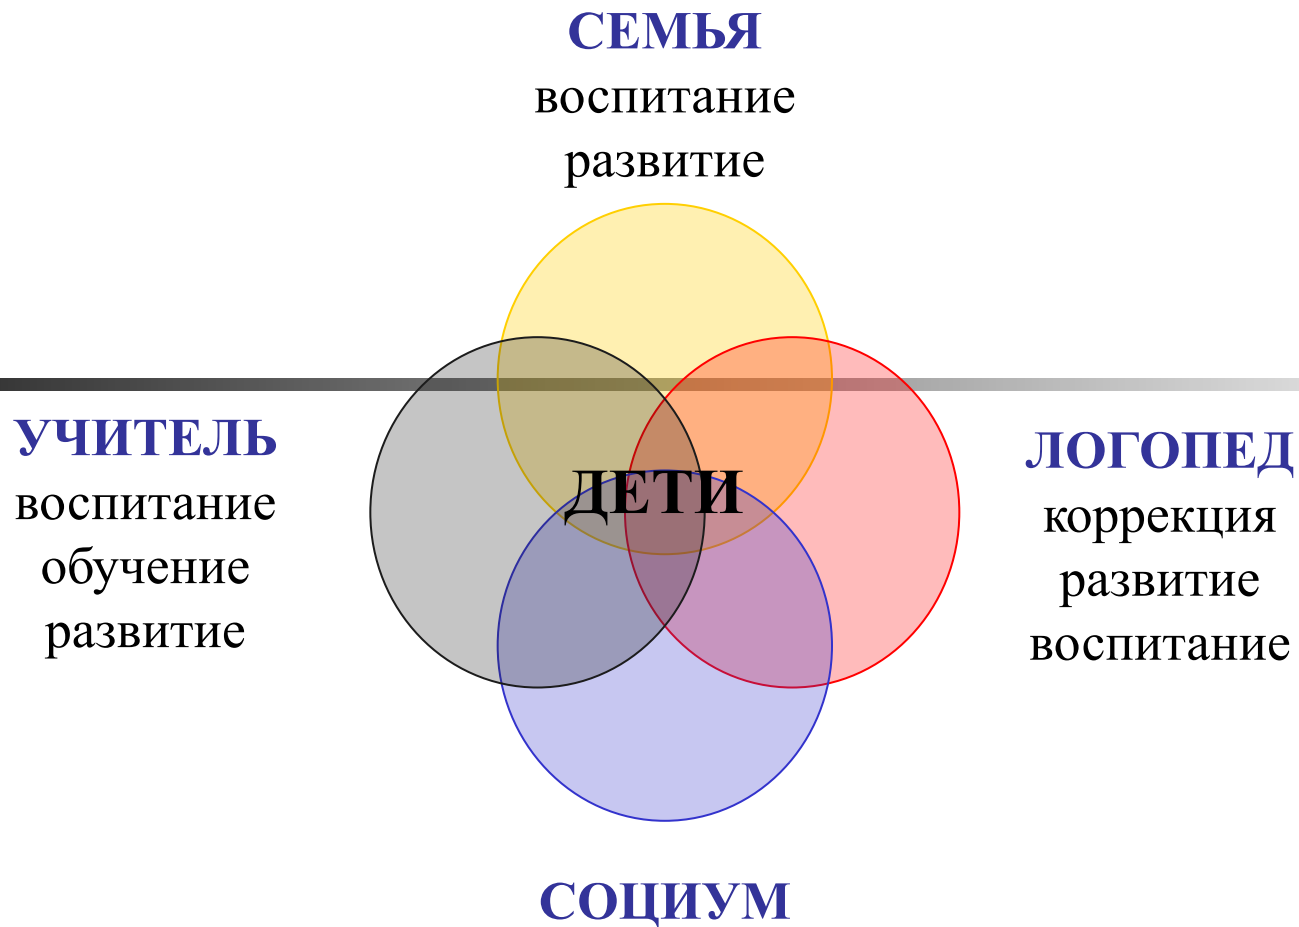 СЕМЬЯ
воспитание
развитие
УЧИТЕЛЬ
воспитание
обучение
развитие
ДЕТИ
ЛОГОПЕД
коррекция
развитие
воспитание
СОЦИУМ